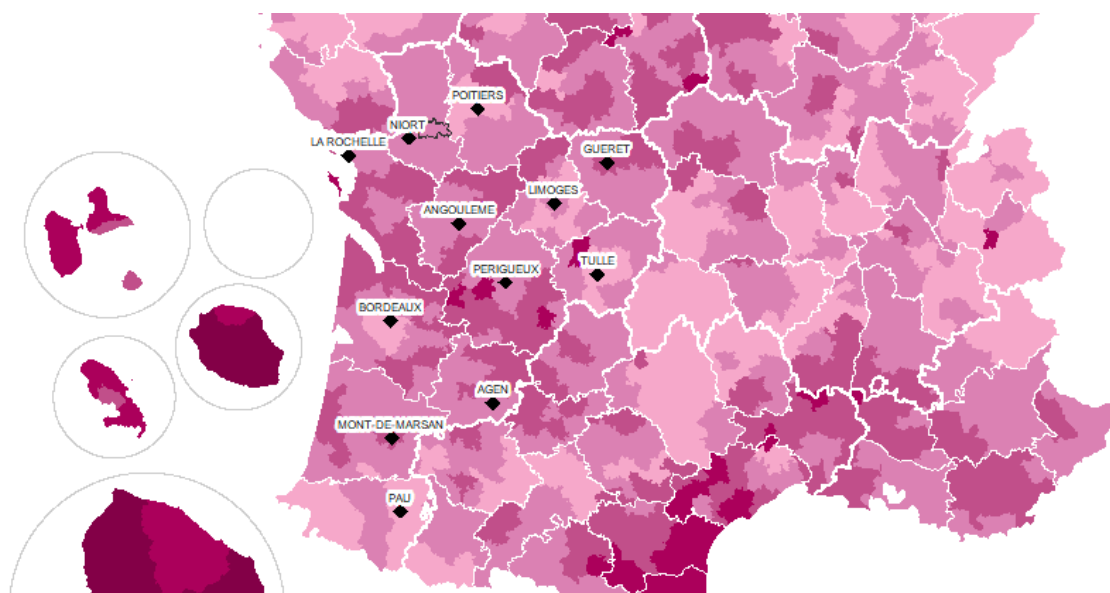 POITIERS
NIORT
LA ROCHELLE
GUERET
LIMOGES
ANGOULEME
TULLE
PERIGUEUX
BORDEAUX
AGEN
MONT-DE-MARSAN
PAU